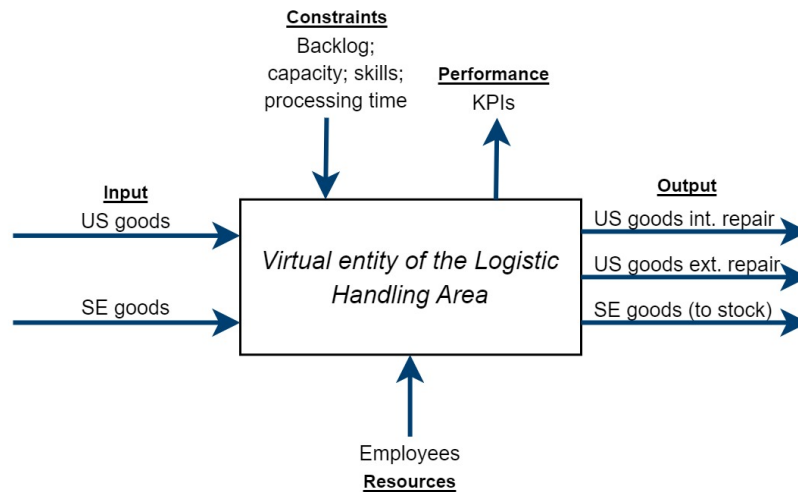 Constraints
Backlog;
capacity; skills;
processing time
Performance
KPIs
Input
US goods
SE goods
Virtual entity of the Logistic
Handling Area
Output
US goods int. repair
US goods ext. repair
SE goods (to stock)
Employees
Resources